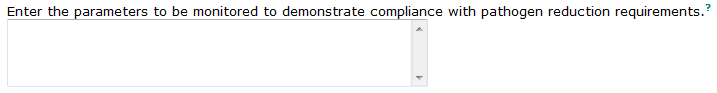 Enter the parameters to be monitored to demonstrate compliance with pathogen reduction requirements.?